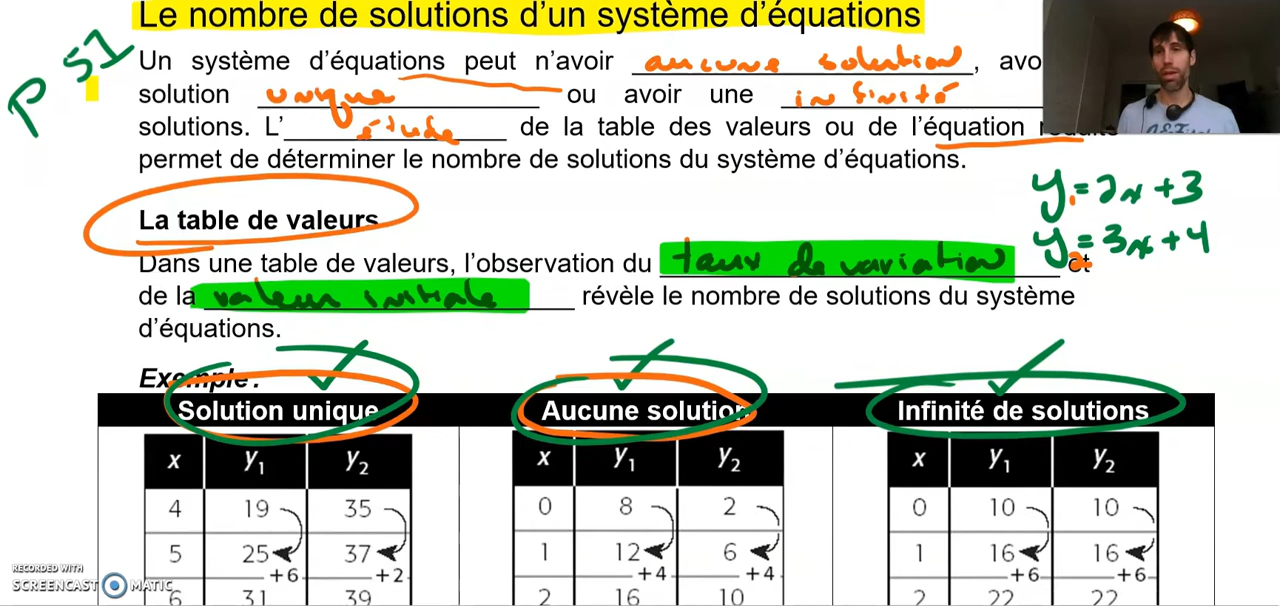 Le nombre de solutions d'un système d'équations
P 51
Un système d'équations peut n'avoir aucune solution, avo
solution unique ou avoir une infinité
solutions. L'étude de la table des valeurs ou de l'équation réduite
permet de déterminer le nombre de solutions du système d'équations.
y1 = 2x + 3
La table de valeurs
y2 = 3x + 4
Dans une table de valeurs, l'observation du taux de variation et
de la valeur initiale révèle le nombre de solutions du système
d'équations.
Exemple:
Solution unique Aucune solution Infinité de solutions
x y1 y2 x y1 y2 x y1 y2
4 19 35 0 8 2 0 10 10
5 25 37 1 12 6 1 16 16
+6 +2 +4 +4 +6 +6
6 31 39 2 16 10 2 22 22
RECORDED WITH
SCREENCAST MATIC